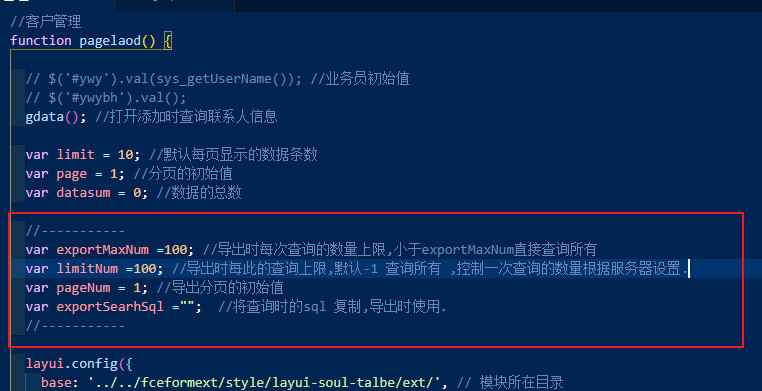 //客户管理
function pagelaod() {
// $('#ywy').val(sys_getUserName()); //业务员初始值
// $('#ywybh').val();
gdata(); //打开添加时查询联系人信息
var limit = 10; //默认每页显示的数据条数
var page = 1; //分页的初始值
var datasum = 0; //数据的总数
//-----------
var exportMaxNum =100; //导出时每次查询的数量上限,小于exportMaxNum直接查询所有
var limitNum =100; //导出时每此的查询上限,默认-1 查询所有 ,控制一次查询的数量根据服务器设置.
var pageNum = 1; //导出分页的初始值
var exportSearhSql ="";  //将查询时的sql 复制,导出时使用.
//-----------
layui.config({
base: '../../fceformext/style/layui-soul-talbe/ext/', // 模块所在目录